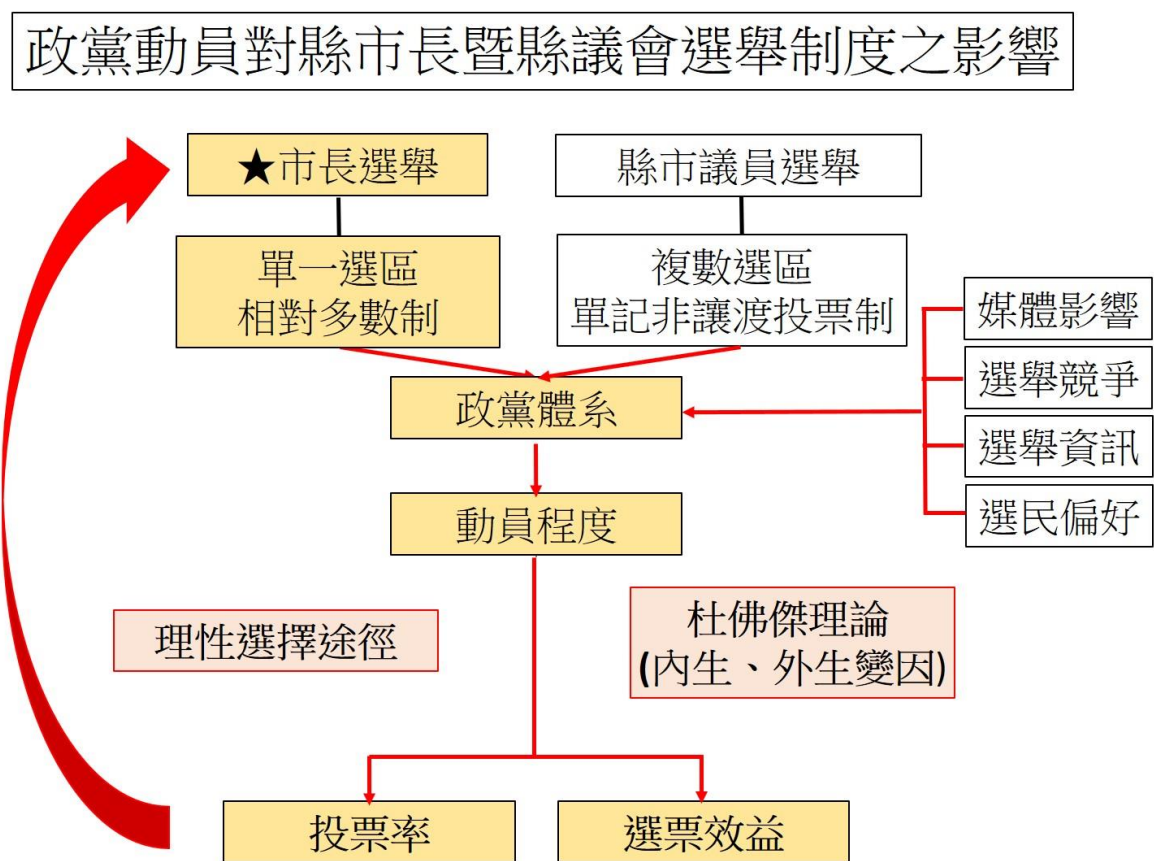 政黨動員對縣市長暨縣議會選舉制度之影響
★市長選舉
縣市議員選舉
單一選區
相對多數制
複數選區
單記非讓渡投票制
媒體影響
選舉競爭
選舉資訊
選民偏好
政黨體系
動員程度
理性選擇途徑
杜佛傑理論
(內生、外生變因)
投票率
選票效益